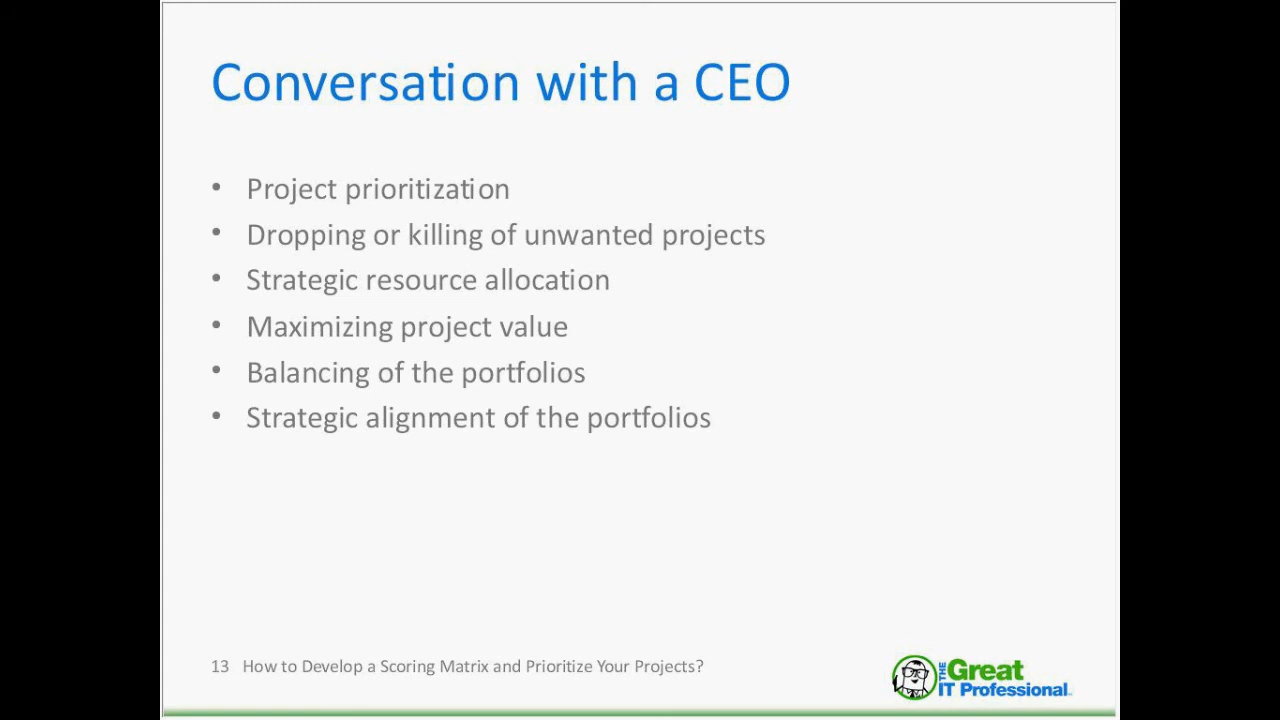 Conversation with a CEO
• Project prioritization
• Dropping or killing of unwanted projects
• Strategic resource allocation
• Maximizing project value
• Balancing of the portfolios
• Strategic alignment of the portfolios
13 How to Develop a Scoring Matrix and Prioritize Your Projects?
THE Great
IT Professional